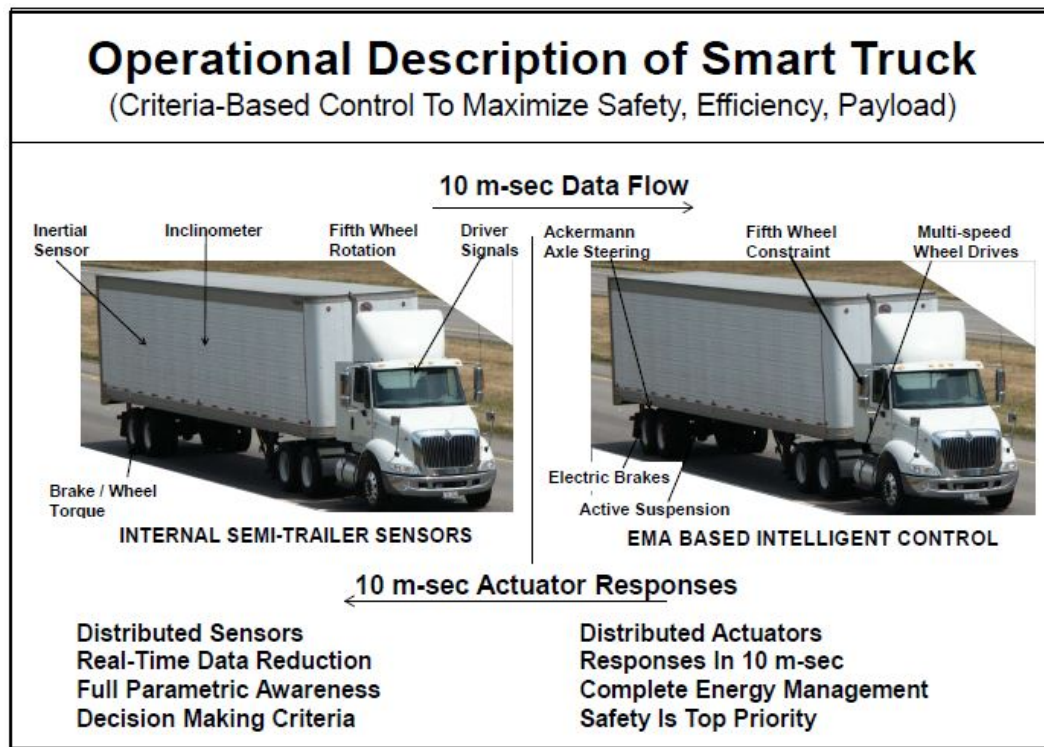 Operational Description of Smart Truck
(Criteria-Based Control To Maximize Safety, Efficiency, Payload)
10 m-sec Data Flow
Inertial
Sensor
Inclinometer
Fifth Wheel
Rotation
Driver
Signals
Ackermann
Axle Steering
Fifth Wheel
Constraint
Multi-speed
Wheel Drives
Brake / Wheel
Torque
Electric Brakes
Active Suspension
INTERNAL SEMI-TRAILER SENSORS
EMA BASED INTELLIGENT CONTROL
10 m-sec Actuator Responses
Distributed Sensors
Real-Time Data Reduction
Full Parametric Awareness
Decision Making Criteria
Distributed Actuators
Responses In 10 m-sec
Complete Energy Management
Safety Is Top Priority